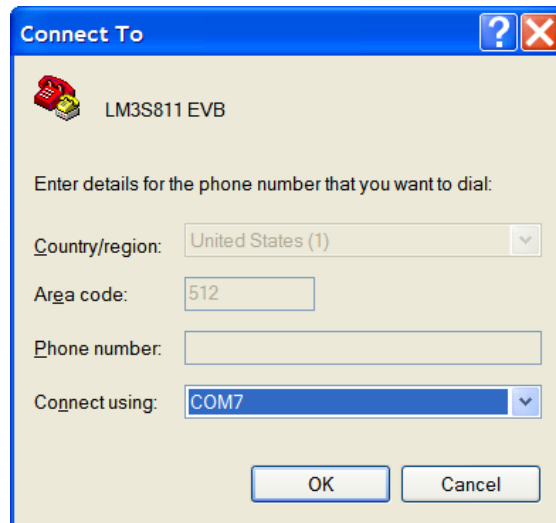 Connect To
LM3S811 EVB
Enter details for the phone number that you want to dial:
Country/region: United States (1)
Area code: 512
Phone number:
Connect using: COM7
OK Cancel